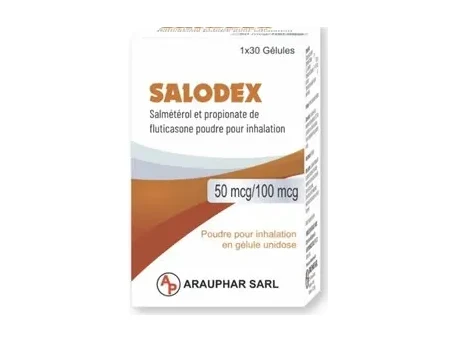 1x30 Gélules
SALODEX
Salmétérol et propionate de
fluticasone poudre pour inhalation
50 mcg/100 mcg
Poudre pour inhalation
en gélule unidose
AP
ARAUPHAR SARL